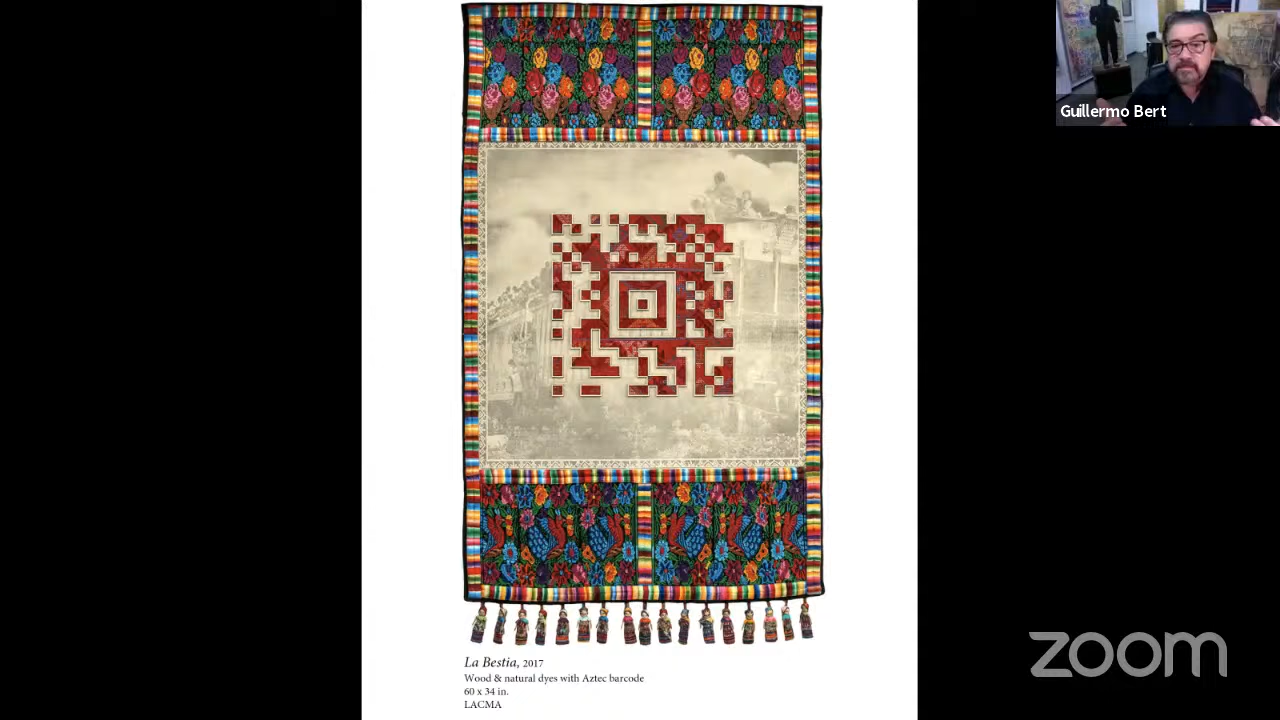 Guillermo Bert
La Bestia, 2017
Wood & natural dyes with Aztec barcode
60 x 34 in.
LACMA
zoom